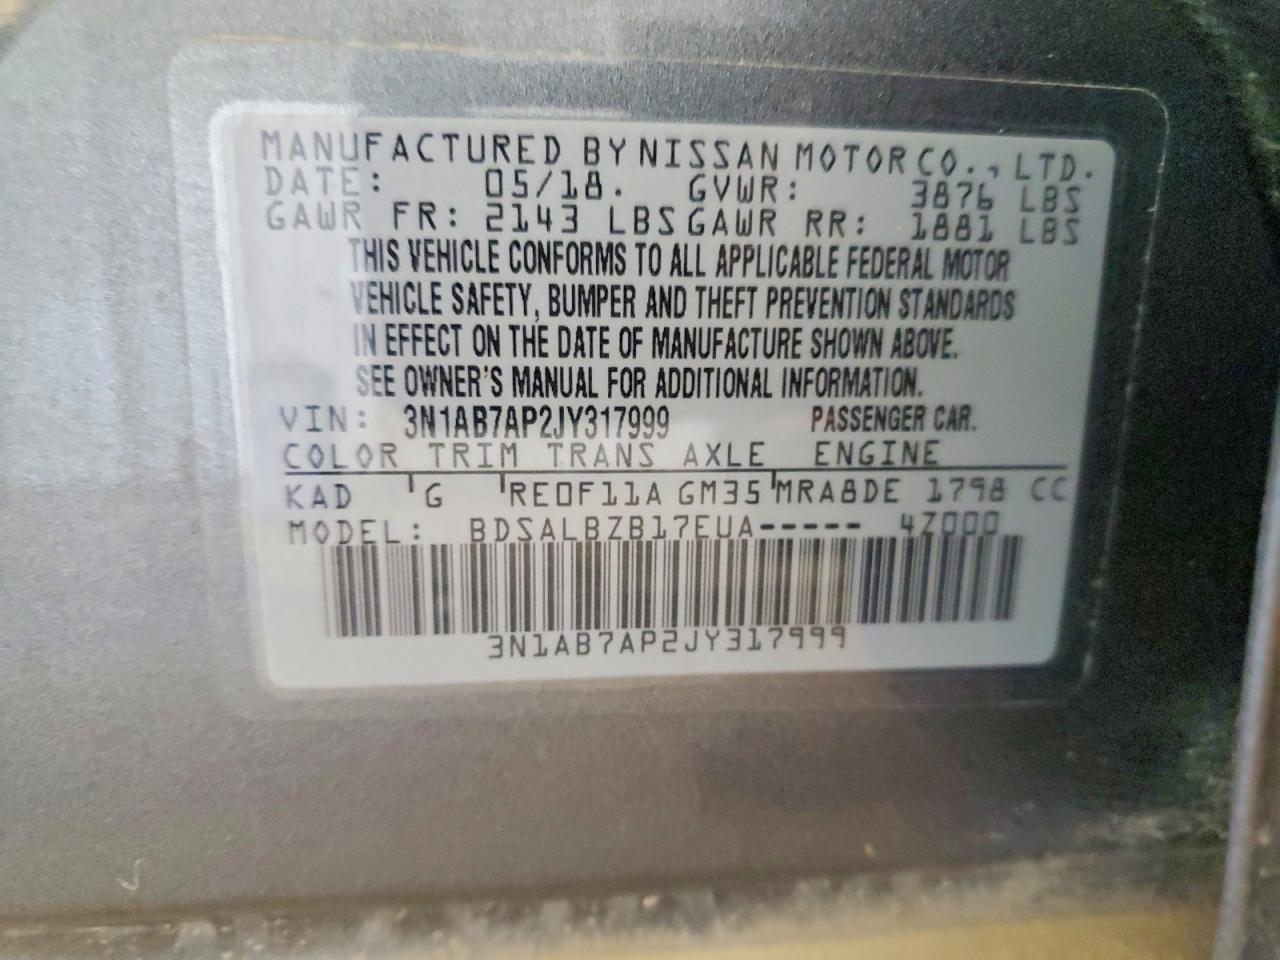 MANUFACTURED BY NISSAN MOTOR CO., LTD.
DATE: 05/18. GVWR: 3876 LBS
GAWR FR: 2143 LBS GAWR RR: 1881 LBS
THIS VEHICLE CONFORMS TO ALL APPLICABLE FEDERAL MOTOR
VEHICLE SAFETY, BUMPER AND THEFT PREVENTION STANDARDS
IN EFFECT ON THE DATE OF MANUFACTURE SHOWN ABOVE.
SEE OWNER'S MANUAL FOR ADDITIONAL INFORMATION.
VIN: 3N1AB7AP2JY317999 PASSENGER CAR.
COLOR TRIM TRANS AXLE ENGINE
KAD G RE0F11A GM35 MRA8DE 1798 CC
MODEL: BDSALBZB17EUA----- 4Z000
3N1AB7AP2JY317999